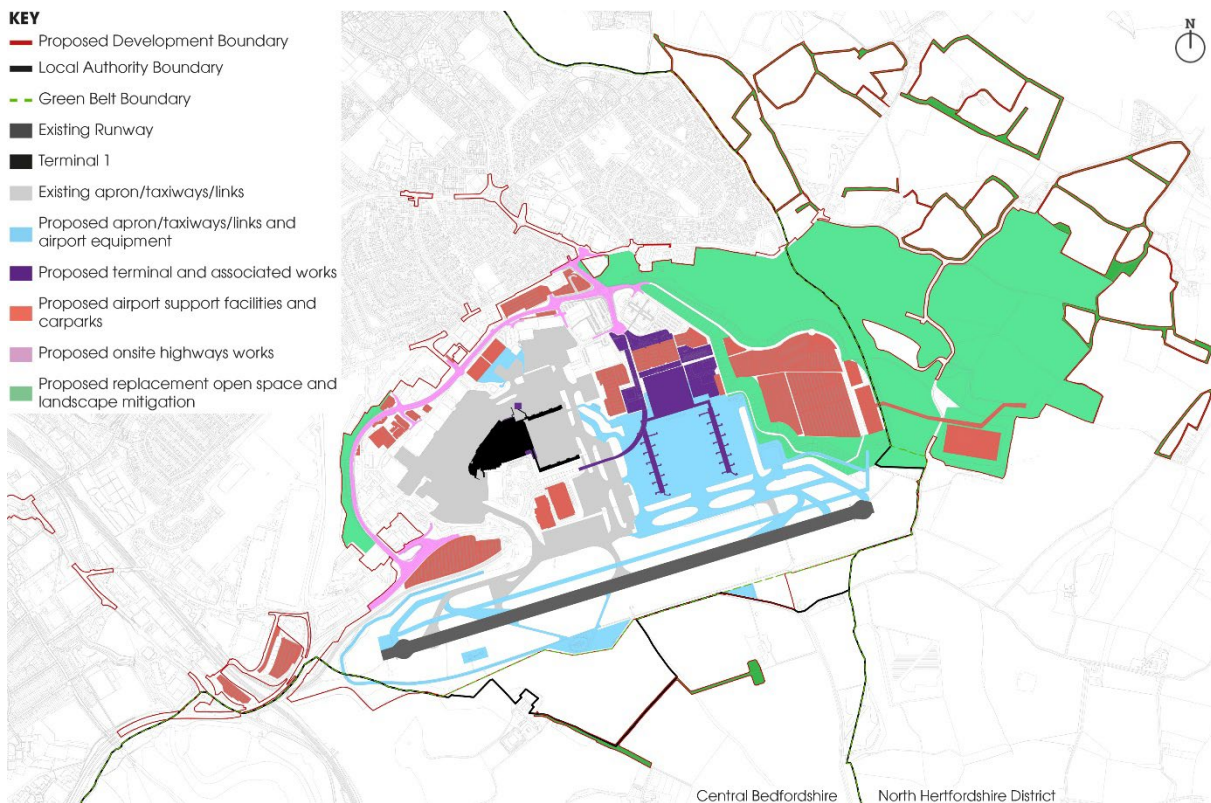 KEY
Proposed Development Boundary
Local Authority Boundary
Green Belt Boundary
Existing Runway
Terminal 1
Existing apron/taxiways/links
Proposed apron/taxiways/links and
airport equipment
Proposed terminal and associated works
Proposed airport support facilities and
carparks
Proposed onsite highways works
Proposed replacement open space and
landscape mitigation
N
Central Bedfordshire
North Hertfordshire District